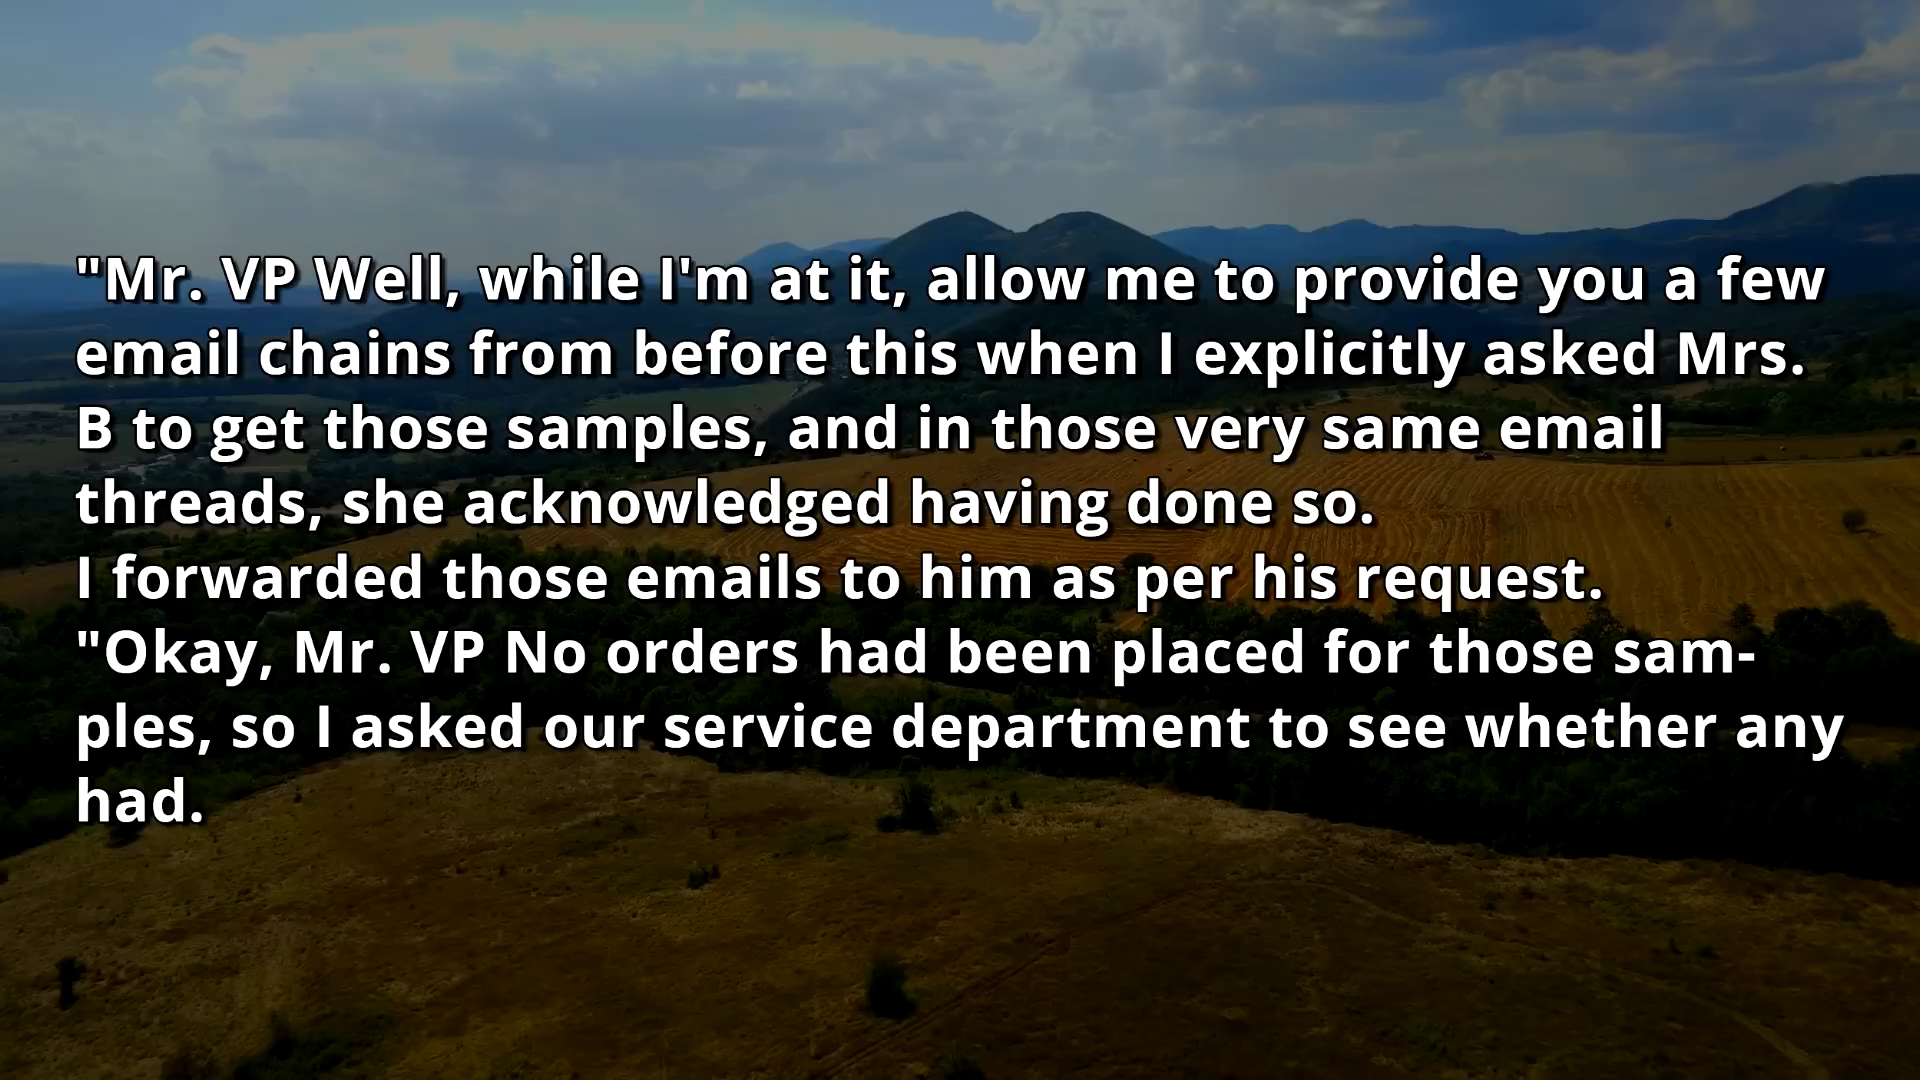 "Mr. VP Well, while I'm at it, allow me to provide you a few
email chains from before this when I explicitly asked Mrs.
B to get those samples, and in those very same email
threads, she acknowledged having done so.
I forwarded those emails to him as per his request.
"Okay, Mr. VP No orders had been placed for those sam-
ples, so I asked our service department to see whether any
had.